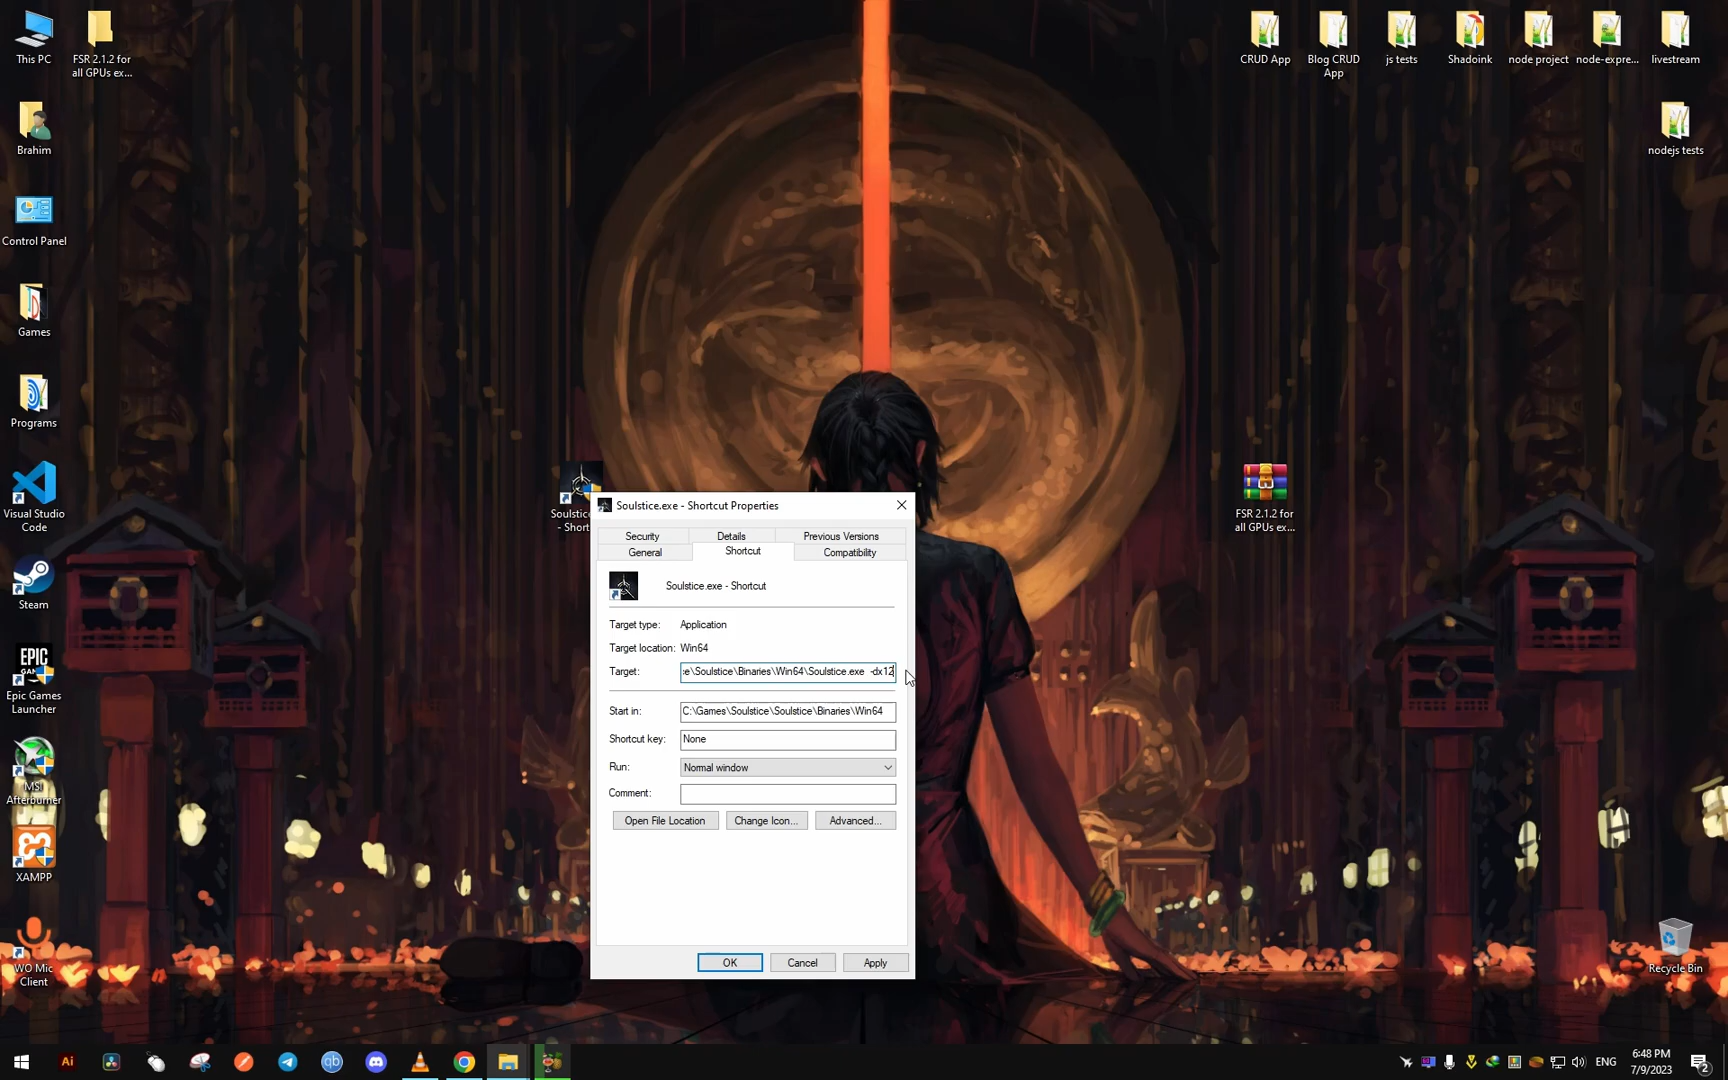 This PC
FSR 2.1.2 for
all GPUs ex...
CRUD App
Blog CRUD
App
js tests
Shadoink
node project
node-expre...
livestream
Brahim
nodejs tests
Control Panel
Games
Programs
Visual Studio
Code
Steam
EPIC
Epic Games
Launcher
MSI
Afterburner
XAMPP
WO Mic
Client
FSR 2.1.2 for
all GPUs ex...
Soulstice.exe - Shortcut Properties
Security
Details
Previous Versions
General
Shortcut
Compatibility
Soulstice.exe - Shortcut
Target type:
Application
Target location:
Win64
Target:
:e\Soulstice\Binaries\Win64\Soulstice.exe -dx12
Start in:
C:\Games\Soulstice\Soulstice\Binaries\Win64
Shortcut key:
None
Run:
Normal window
Comment:
Open File Location
Change Icon...
Advanced...
OK
Cancel
Apply
Recycle Bin
Ai
qb
ENG
6:48 PM
7/9/2023
2